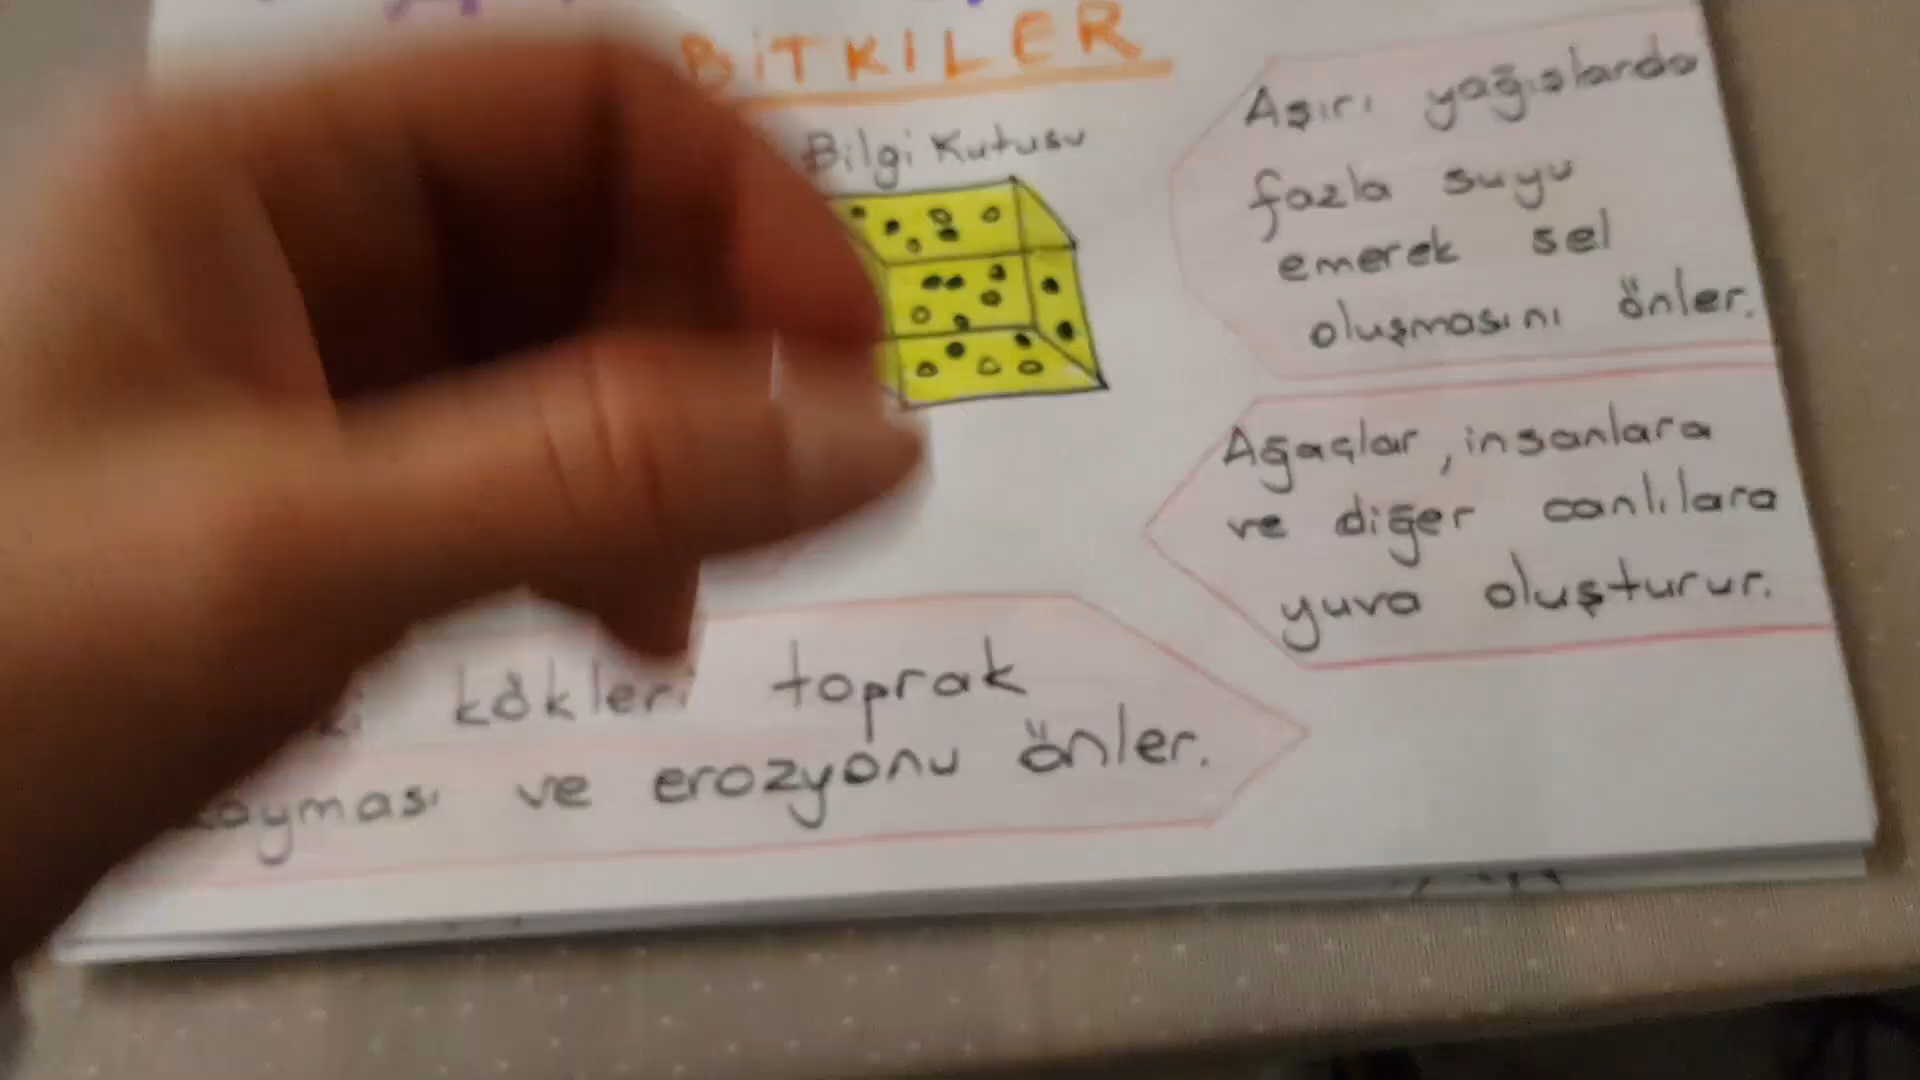 BİTKİLER
Bilgi Kutusu
Aşırı yağışlarda
fazla suyu
emerek sel
oluşmasını önler.
Ağaçlar, insanlara
ve diğer canlılara
yuva oluşturur.
kökleri toprak
ve erozyonu önler.